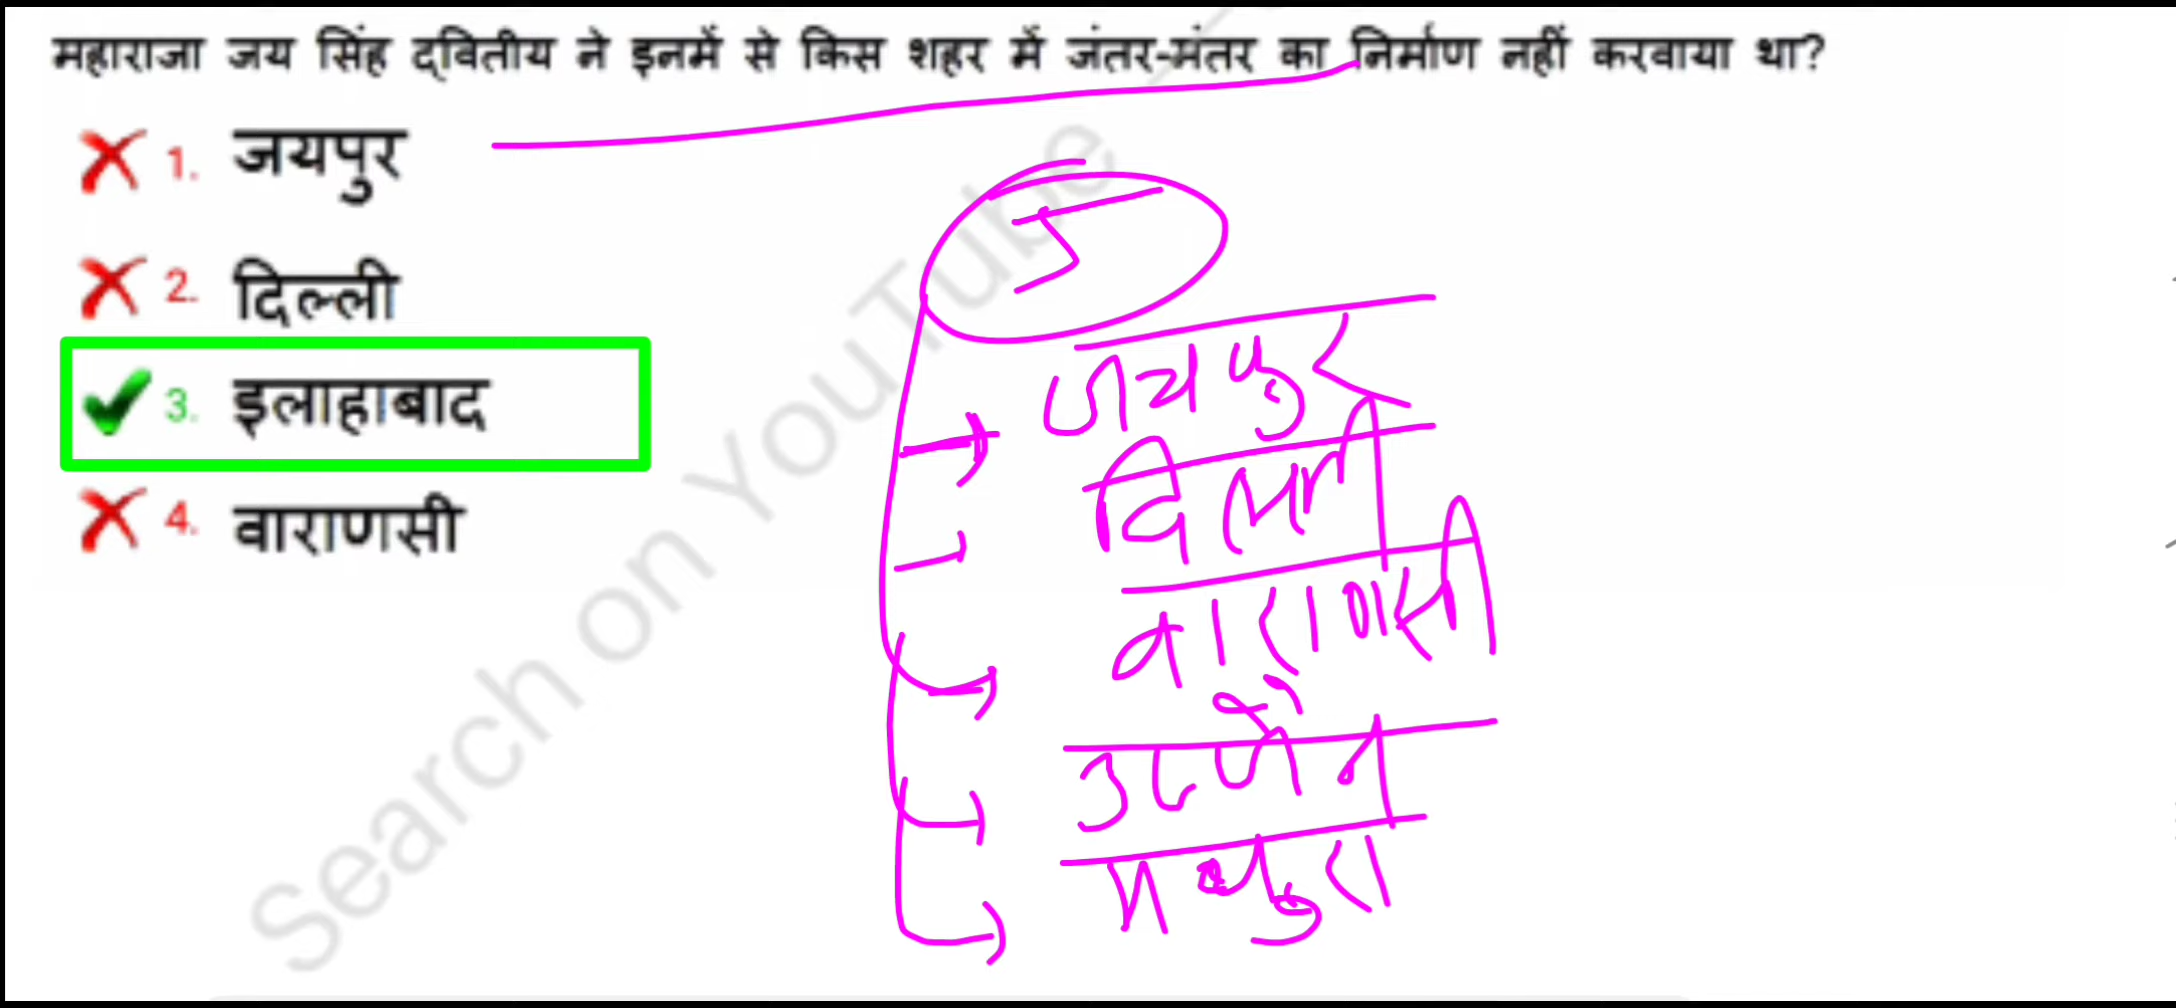 महाराजा जय सिंह द्वितीय ने इनमें से किस शहर में जंतर-मंतर का निर्माण नहीं करवाया था?
1. जयपुर
2. दिल्ली
3. इलाहाबाद
4. वाराणसी
5
जयपुर
दिल्ली
वाराणसी
उज्जैन
मथुरा
Search on YouTube